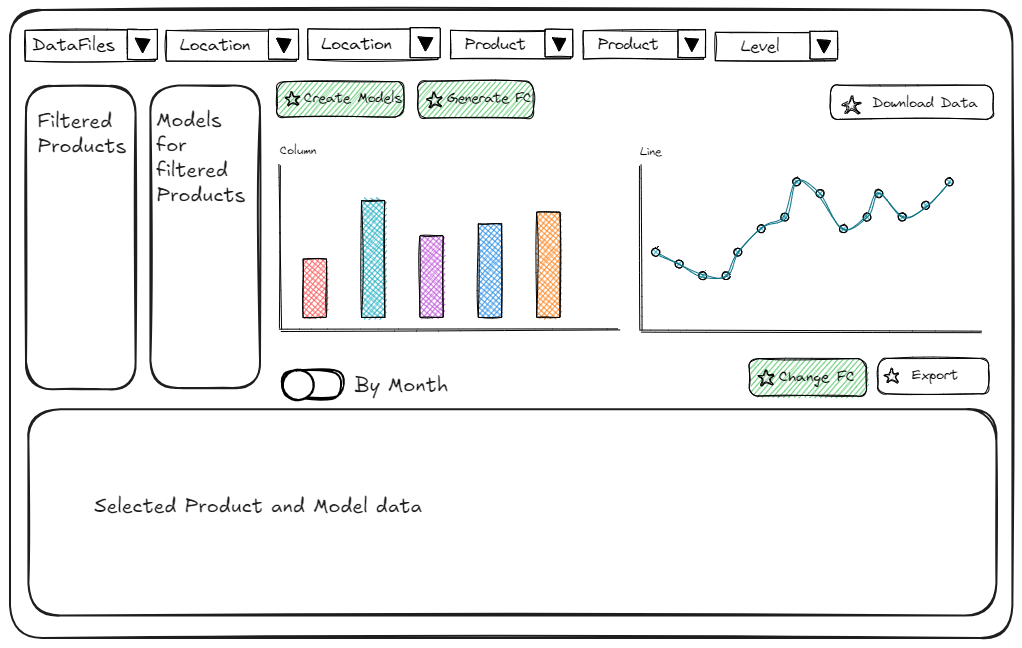 DataFiles
Location
Location
Product
Product
Level
Filtered
Products
Models
for
filtered
Products
Create Models
Generate FC
Download Data
Column
Line
By Month
Change FC
Export
Selected Product and Model data